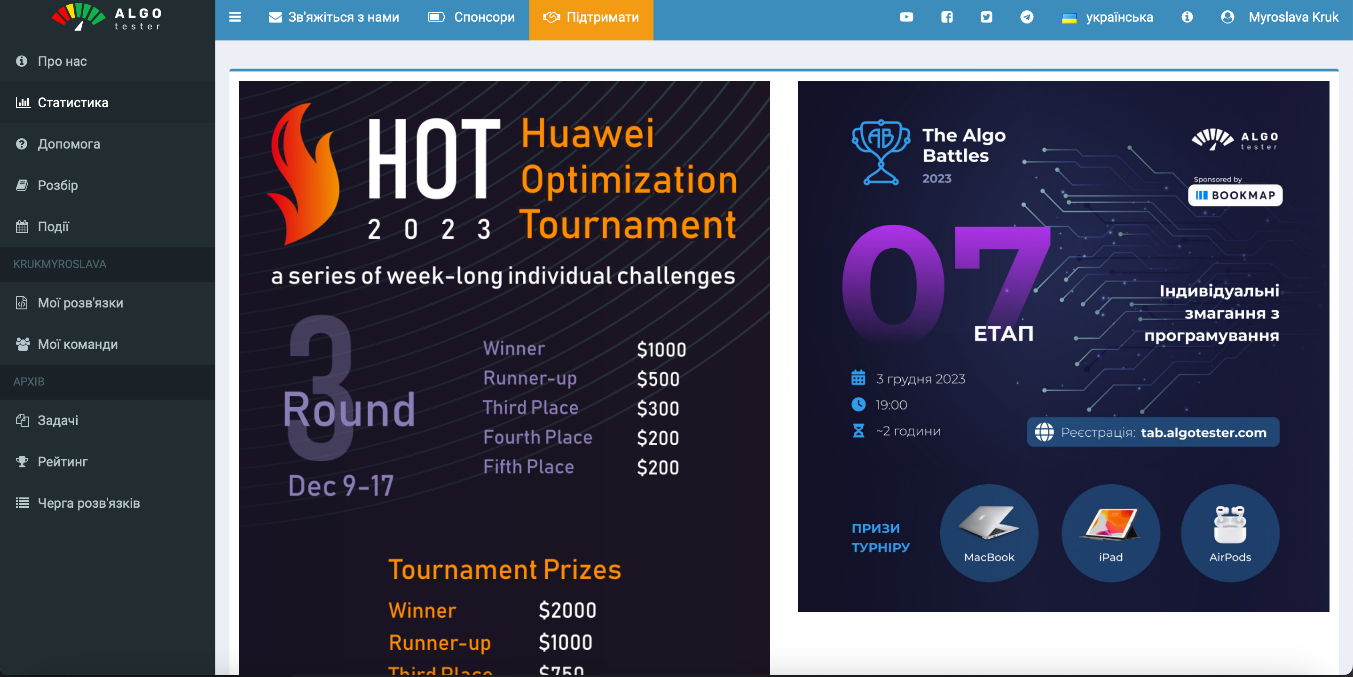 ALGO
tester
Зв'яжіться з нами
Спонсори
Підтримати
українська
Myroslava Kruk
Про нас
Статистика
Допомога
Розбір
Події
KRUKMYROSLAVA
Мої розв'язки
Мої команди
АРХІВ
Задачі
Рейтинг
Черга розв'язків
HOT
2023
Huawei
Optimization
Tournament
a series of week-long individual challenges
3
Round
Dec 9-17
Winner $1000
Runner-up $500
Third Place $300
Fourth Place $200
Fifth Place $200
Tournament Prizes
Winner $2000
Runner-up $1000
Third Place $750
AB
The Algo
Battles
2023
ALGO
tester
Sponsored by
BOOKMAP
07
ЕТАП
Індивідуальні
змагання з
програмування
3 грудня 2023
19:00
~2 години
Реєстрація: tab.algotester.com
ПРИЗИ
ТУРНІРУ
MacBook
iPad
AirPods